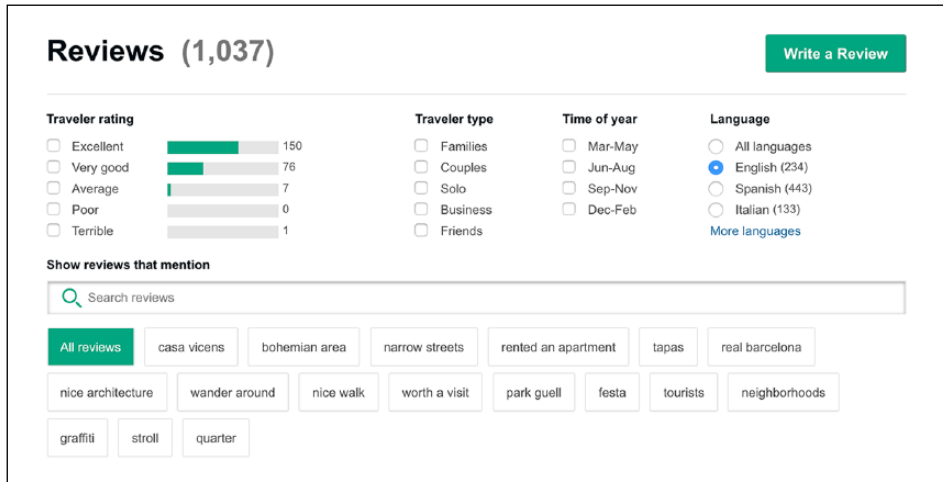 Reviews (1,037)
Write a Review
Traveler rating
Excellent 150
Very good 76
Average 7
Poor 0
Terrible 1
Traveler type
Families
Couples
Solo
Business
Friends
Time of year
Mar-May
Jun-Aug
Sep-Nov
Dec-Feb
Language
All languages
English (234)
Spanish (443)
Italian (133)
More languages
Show reviews that mention
Search reviews
All reviews casa vicens bohemian area narrow streets rented an apartment tapas real barcelona
nice architecture wander around nice walk worth a visit park guell festa tourists neighborhoods
graffiti stroll quarter